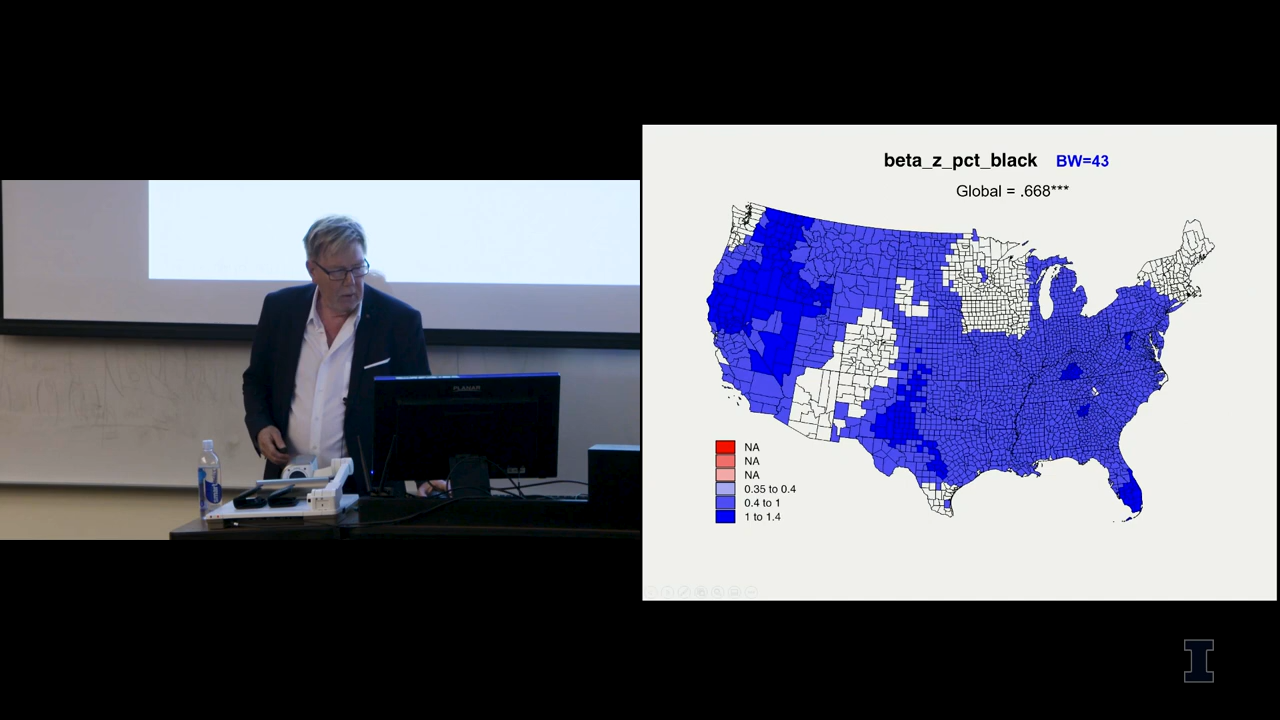 beta_z_pct_black BW=43
Global = .668***
NA
NA
NA
0.35 to 0.4
0.4 to 1
1 to 1.4
PLANAR
I